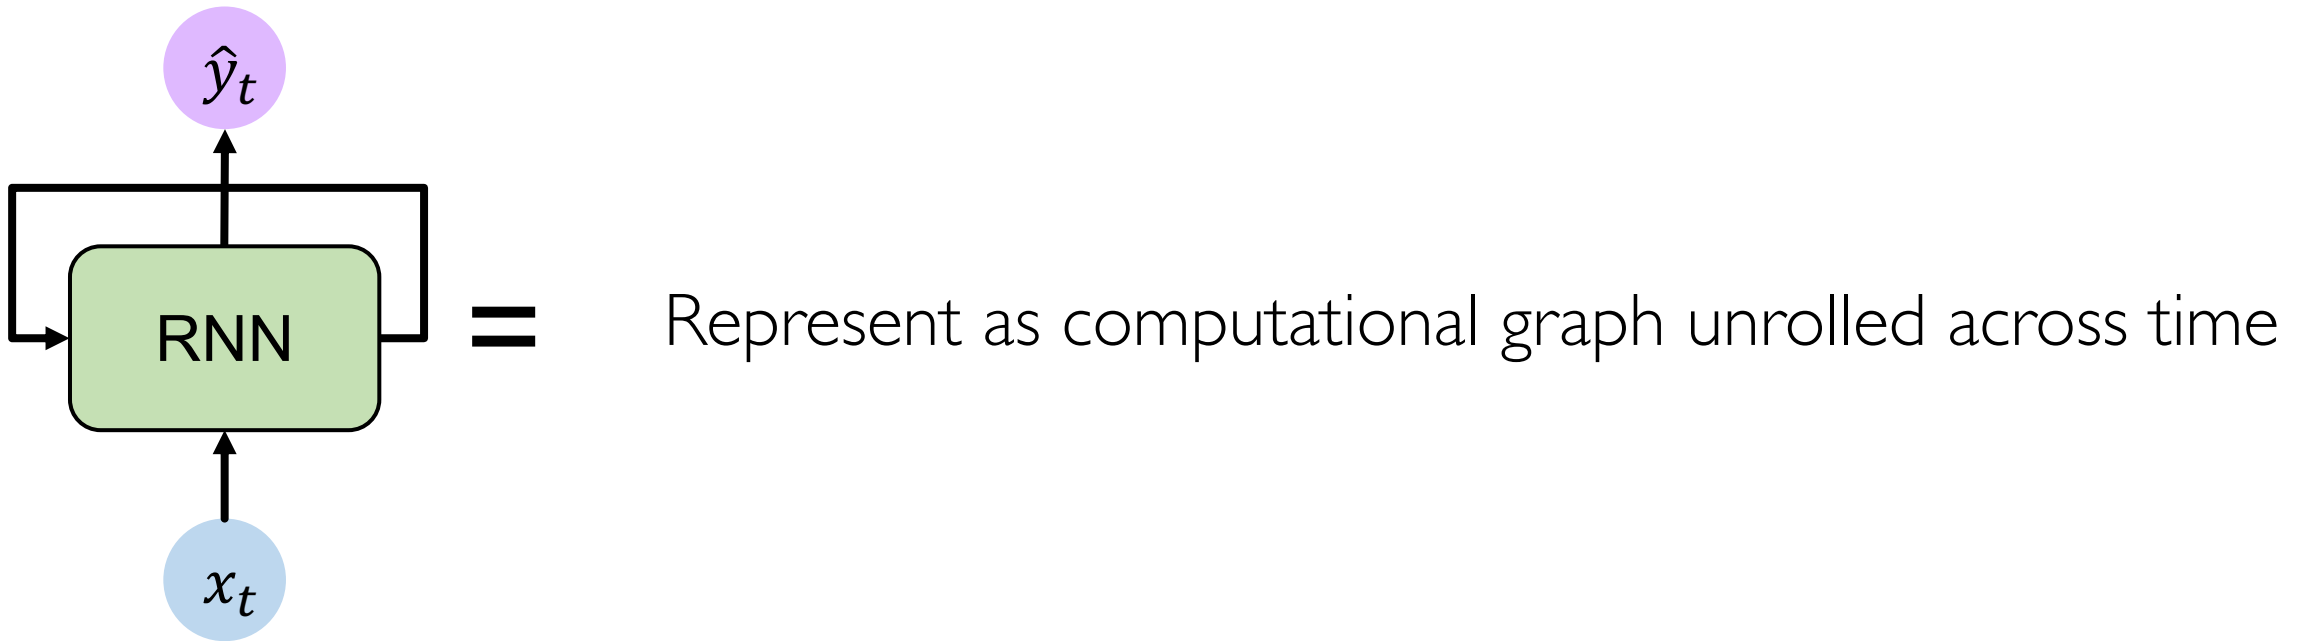 ŷₜ
RNN
=
Represent as computational graph unrolled across time
xₜ